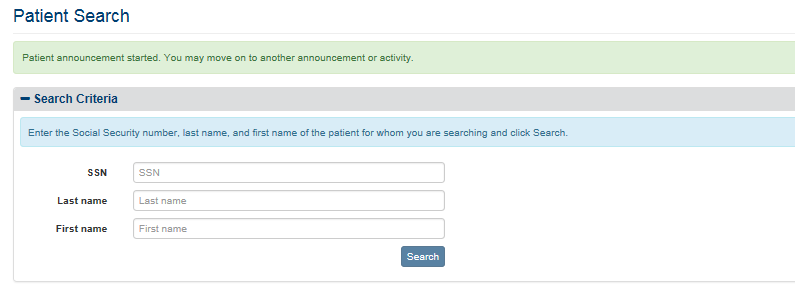 Patient Search
Patient announcement started. You may move on to another announcement or activity.
Search Criteria
Enter the Social Security number, last name, and first name of the patient for whom you are searching and click Search.
SSN SSN
Last name Last name
First name First name
Search